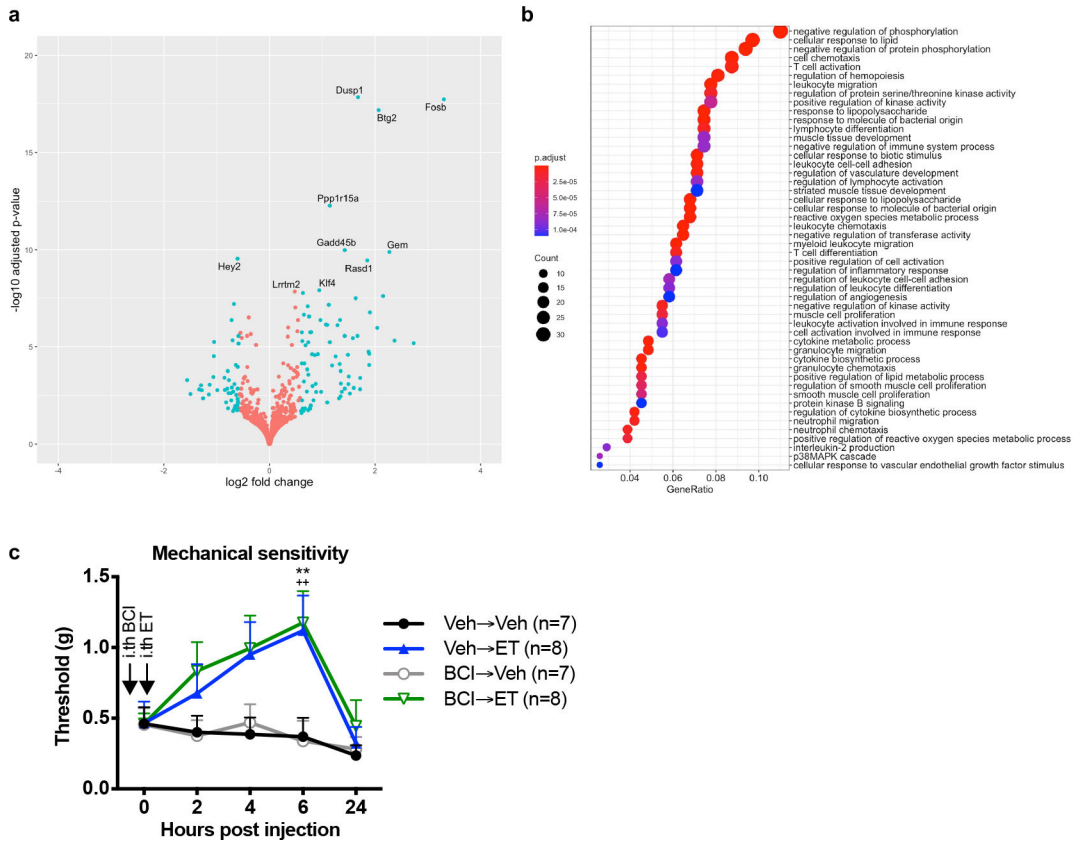 a
20
15
10
5
0
-4
-2
0
2
4
-log10 adjusted p-value
log2 fold change
Dusp1
Fosb
Btg2
Ppp1r15a
Gadd45b
Gem
Hey2
Rasd1
Lrrtm2
Klf4
b
p.adjust
2.5e-05
5.0e-05
7.5e-05
1.0e-04
Count
10
15
20
25
30
negative regulation of phosphorylation
cellular response to lipid
negative regulation of protein phosphorylation
cell chemotaxis
T cell activation
regulation of hemopoiesis
leukocyte migration
regulation of protein serine/threonine kinase activity
positive regulation of kinase activity
response to lipopolysaccharide
response to molecule of bacterial origin
lymphocyte differentiation
muscle tissue development
negative regulation of immune system process
cellular response to biotic stimulus
leukocyte cell-cell adhesion
regulation of vasculature development
regulation of lymphocyte activation
striated muscle tissue development
cellular response to lipopolysaccharide
cellular response to molecule of bacterial origin
reactive oxygen species metabolic process
leukocyte chemotaxis
negative regulation of transferase activity
myeloid leukocyte migration
T cell differentiation
positive regulation of cell activation
regulation of inflammatory response
regulation of leukocyte cell-cell adhesion
regulation of leukocyte differentiation
regulation of angiogenesis
negative regulation of kinase activity
muscle cell proliferation
leukocyte activation involved in immune response
cell activation involved in immune response
cytokine metabolic process
granulocyte migration
cytokine biosynthetic process
granulocyte chemotaxis
positive regulation of lipid metabolic process
regulation of smooth muscle cell proliferation
smooth muscle cell proliferation
protein kinase B signaling
regulation of cytokine biosynthetic process
neutrophil migration
neutrophil chemotaxis
positive regulation of reactive oxygen species metabolic process
interleukin-2 production
p38MAPK cascade
cellular response to vascular endothelial growth factor stimulus
0.04
0.06
0.08
0.10
GeneRatio
c
Mechanical sensitivity
1.5
1.0
0.5
0.0
Threshold (g)
i.th BCI
i.th ET
**
++
0
2
4
6
24
Hours post injection
Veh→Veh (n=7)
Veh→ET (n=8)
BCI→Veh (n=7)
BCI→ET (n=8)